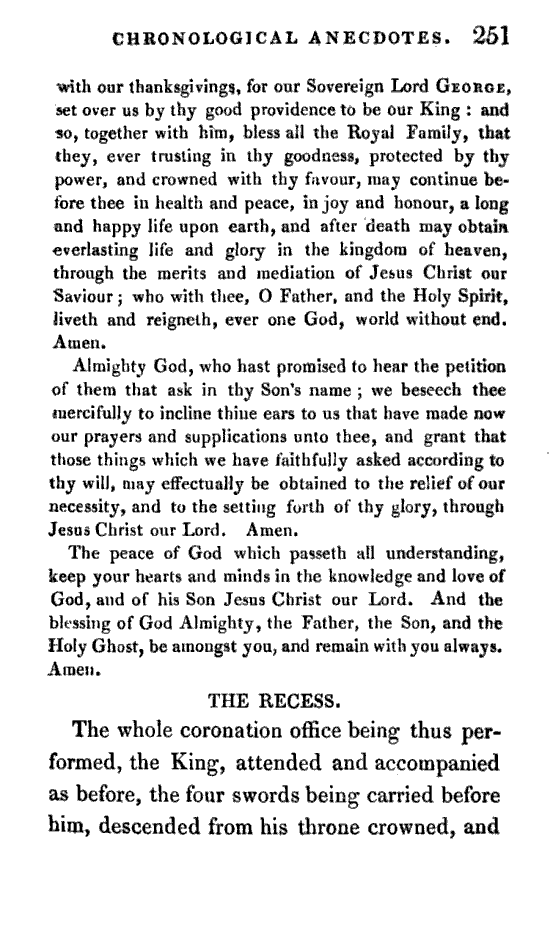 CHRONOLOGICAL ANECDOTES. 251
with our thanksgivings, for our Sovereign Lord GEORGE,
set over us by thy good providence to be our King : and
so, together with him, bless all the Royal Family, that
they, ever trusting in thy goodness, protected by thy
power, and crowned with thy favour, may continue be-
fore thee in health and peace, in joy and honour, a long
and happy life upon earth, and after death may obtain
everlasting life and glory in the kingdom of heaven,
through the merits and mediation of Jesus Christ our
Saviour ; who with thee, O Father, and the Holy Spirit,
liveth and reigneth, ever one God, world without end.
Amen.
Almighty God, who hast promised to hear the petition
of them that ask in thy Son's name ; we beseech thee
mercifully to incline thine ears to us that have made now
our prayers and supplications unto thee, and grant that
those things which we have faithfully asked according to
thy will, may effectually be obtained to the relief of our
necessity, and to the setting forth of thy glory, through
Jesus Christ our Lord. Amen.
The peace of God which passeth all understanding,
keep your hearts and minds in the knowledge and love of
God, and of his Son Jesus Christ our Lord. And the
blessing of God Almighty, the Father, the Son, and the
Holy Ghost, be amongst you, and remain with you always.
Amen.
THE RECESS.
The whole coronation office being thus per-
formed, the King, attended and accompanied
as before, the four swords being carried before
him, descended from his throne crowned, and